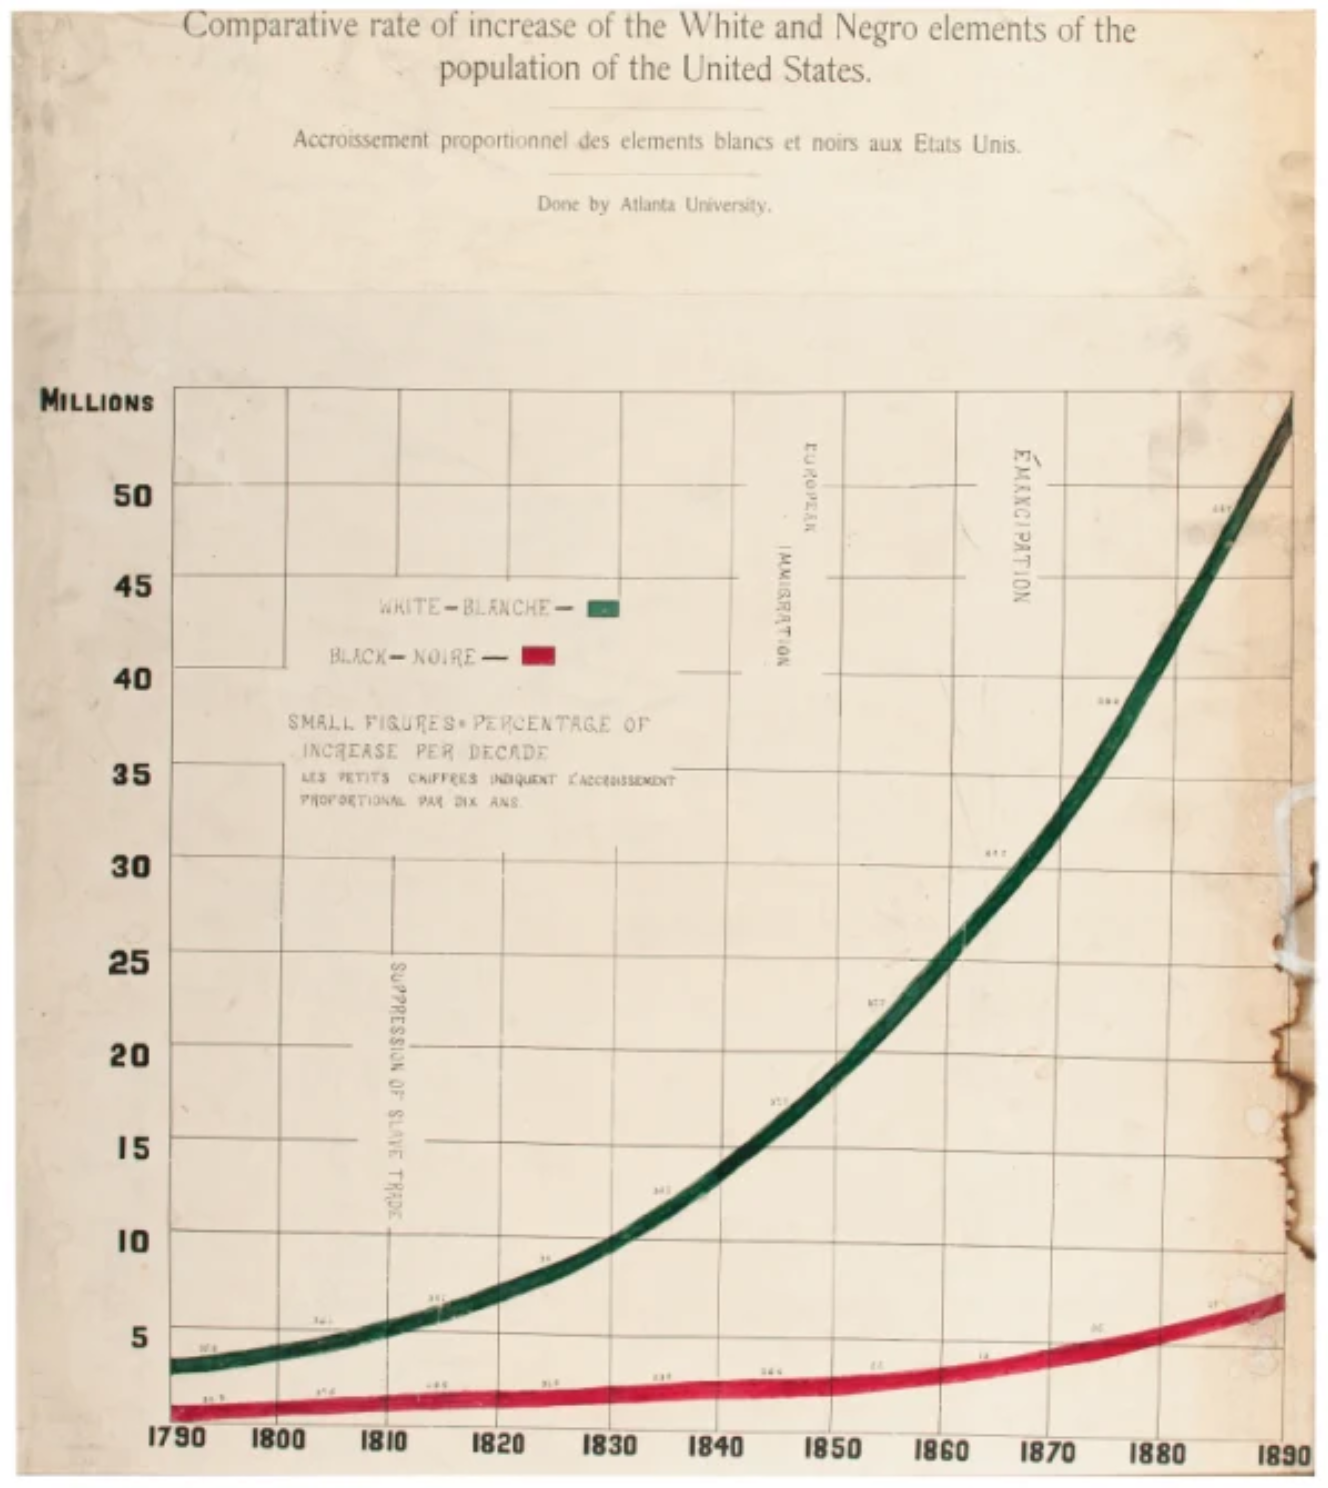 Comparative rate of increase of the White and Negro elements of the
population of the United States.
Accroissement proportionnel des elements blancs et noirs aux Etats Unis.
Done by Atlanta University.
MILLIONS
50
45
40
35
30
25
20
15
10
5
EUROPEAN
IMMIGRATION
ÉMANCIPATION
WHITE-BLANCHE-
BLACK- NOIRE-
SMALL FIGURES= PERCENTAGE OF
INCREASE PER DECADE
LES PETITS CHIFFRES INDIQUENT L'ACCROISSEMENT
PROPORTIONAL PAR DIX ANS.
SUPPRESSION OF SLAVE TRADE
1790 1800 1810 1820 1830 1840 1850 1860 1870 1880 1890